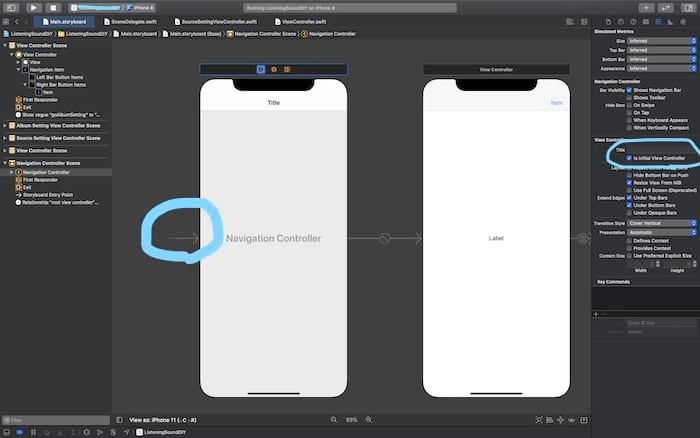 iPhone 8
Running ListeningSoundDIY on iPhone 8
Main.storyboard
SceneDelegate.swift
SourceSettingViewController.swift
ViewController.swift
ListeningSoundDIY
ListeningSoundDIY
Main.storyboard
Main.storyboard (Base)
Navigation Controller Scene
Navigation Controller
View Controller Scene
View Controller
View
Navigation Item
Left Bar Button Items
Right Bar Button Items
Item
First Responder
Exit
Show segue "goAlbumSetting" to "...
Album Setting View Controller Scene
Source Setting View Controller Scene
View Controller Scene
Navigation Controller Scene
Navigation Controller
First Responder
Exit
Storyboard Entry Point
Relationship "root view controller"...
Filter
View Controller
Title
Item
Navigation Controller
Label
View as: iPhone 11 (wC hR)
85%
ListeningSoundDIY
Simulated Metrics
Size Inferred
Top Bar Inferred
Bottom Bar Inferred
Appearance Inferred
Navigation Controller
Bar Visibility Shows Navigation Bar
Shows Toolbar
Hide Bars On Swipe
On Tap
When Keyboard Appears
When Vertically Compact
View Controller
Title
Is Initial View Controller
Layout
Hide Bottom Bar on Push
Resize View From NIB
Use Full Screen (Deprecated)
Extend Edges Under Top Bars
Under Bottom Bars
Under Opaque Bars
Transition Style Cover Vertical
Presentation Automatic
Defines Context
Provides Context
Content Size Use Preferred Explicit Size
Width Height
Key Commands